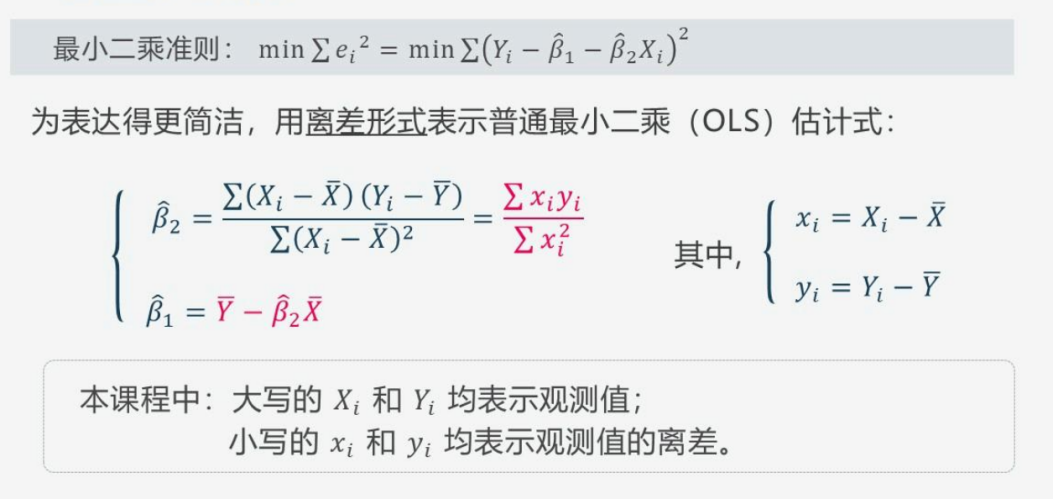 最小二乘准则： min ∑eᵢ² = min ∑(Yᵢ − β̂₁ − β̂₂Xᵢ)²
为表达得更简洁，用离差形式表示普通最小二乘（OLS）估计式：
β̂₂ = ∑(Xᵢ − X̄)(Yᵢ − Ȳ) / ∑(Xᵢ − X̄)² = ∑xᵢyᵢ / ∑xᵢ²
β̂₁ = Ȳ − β̂₂X̄
其中,
xᵢ = Xᵢ − X̄
yᵢ = Yᵢ − Ȳ
本课程中：大写的 Xᵢ 和 Yᵢ 均表示观测值；
小写的 xᵢ 和 yᵢ 均表示观测值的离差。